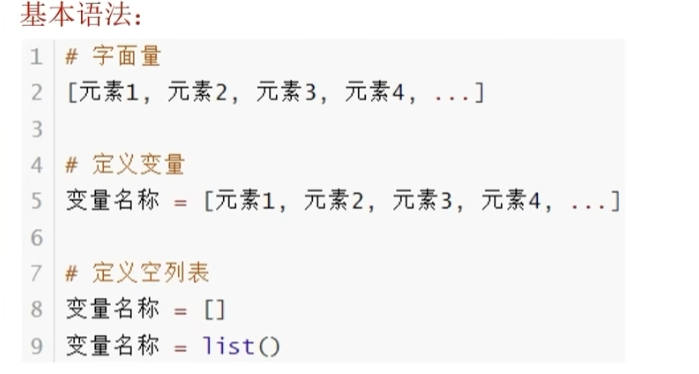 基本语法：
1 # 字面量
2 [元素1, 元素2, 元素3, 元素4, ...]
3
4 # 定义变量
5 变量名称 = [元素1, 元素2, 元素3, 元素4, ...]
6
7 # 定义空列表
8 变量名称 = []
9 变量名称 = list()